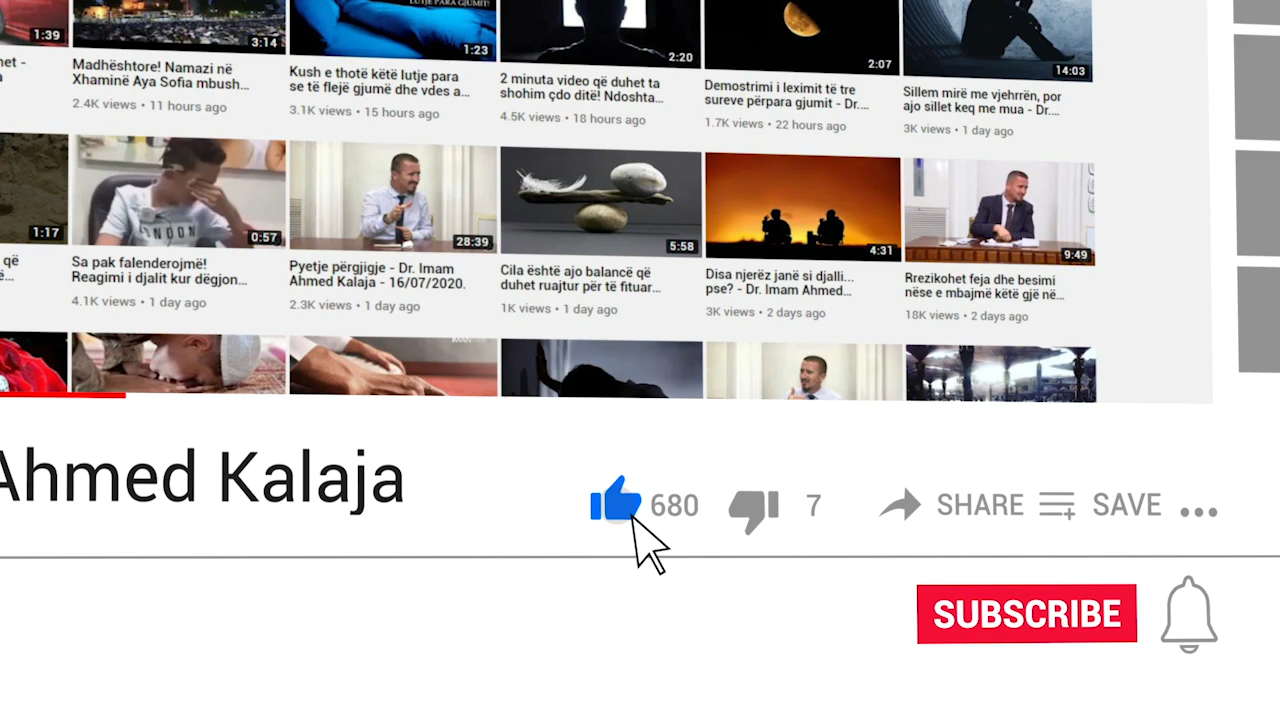 LUTJE PARA GJUMIT!
1:39
3:14
1:23
2:20
2:07
14:03
Madhështore! Namazi në
Xhaminë Aya Sofia mbush...
2.4K views • 11 hours ago
Kush e thotë këtë lutje para
se të flejë gjumë dhe vdes a...
3.1K views • 15 hours ago
2 minuta video që duhet ta
shohim çdo ditë! Ndoshta...
4.5K views • 18 hours ago
Demostrimi i leximit të tre
sureve përpara gjumit - Dr....
1.7K views • 22 hours ago
Sillem mirë me vjehrrën, por
ajo sillet keq me mua - Dr....
3K views • 1 day ago
LONDON
1:17
0:57
28:39
5:58
4:31
9:49
që
Sa pak falenderojmë!
Reagimi i djalit kur dëgjon...
4.1K views • 1 day ago
Pyetje përgjigje - Dr. Imam
Ahmed Kalaja - 16/07/2020.
2.3K views • 1 day ago
Cila është ajo balancë që
duhet ruajtur për të fituar...
1K views • 1 day ago
Disa njerëz janë si djalli...
pse? - Dr. Imam Ahmed...
3K views • 2 days ago
Rrezikohet feja dhe besimi
nëse e mbajmë këtë gjë në...
18K views • 2 days ago
Ahmed Kalaja
680
7
SHARE
SAVE
SUBSCRIBE